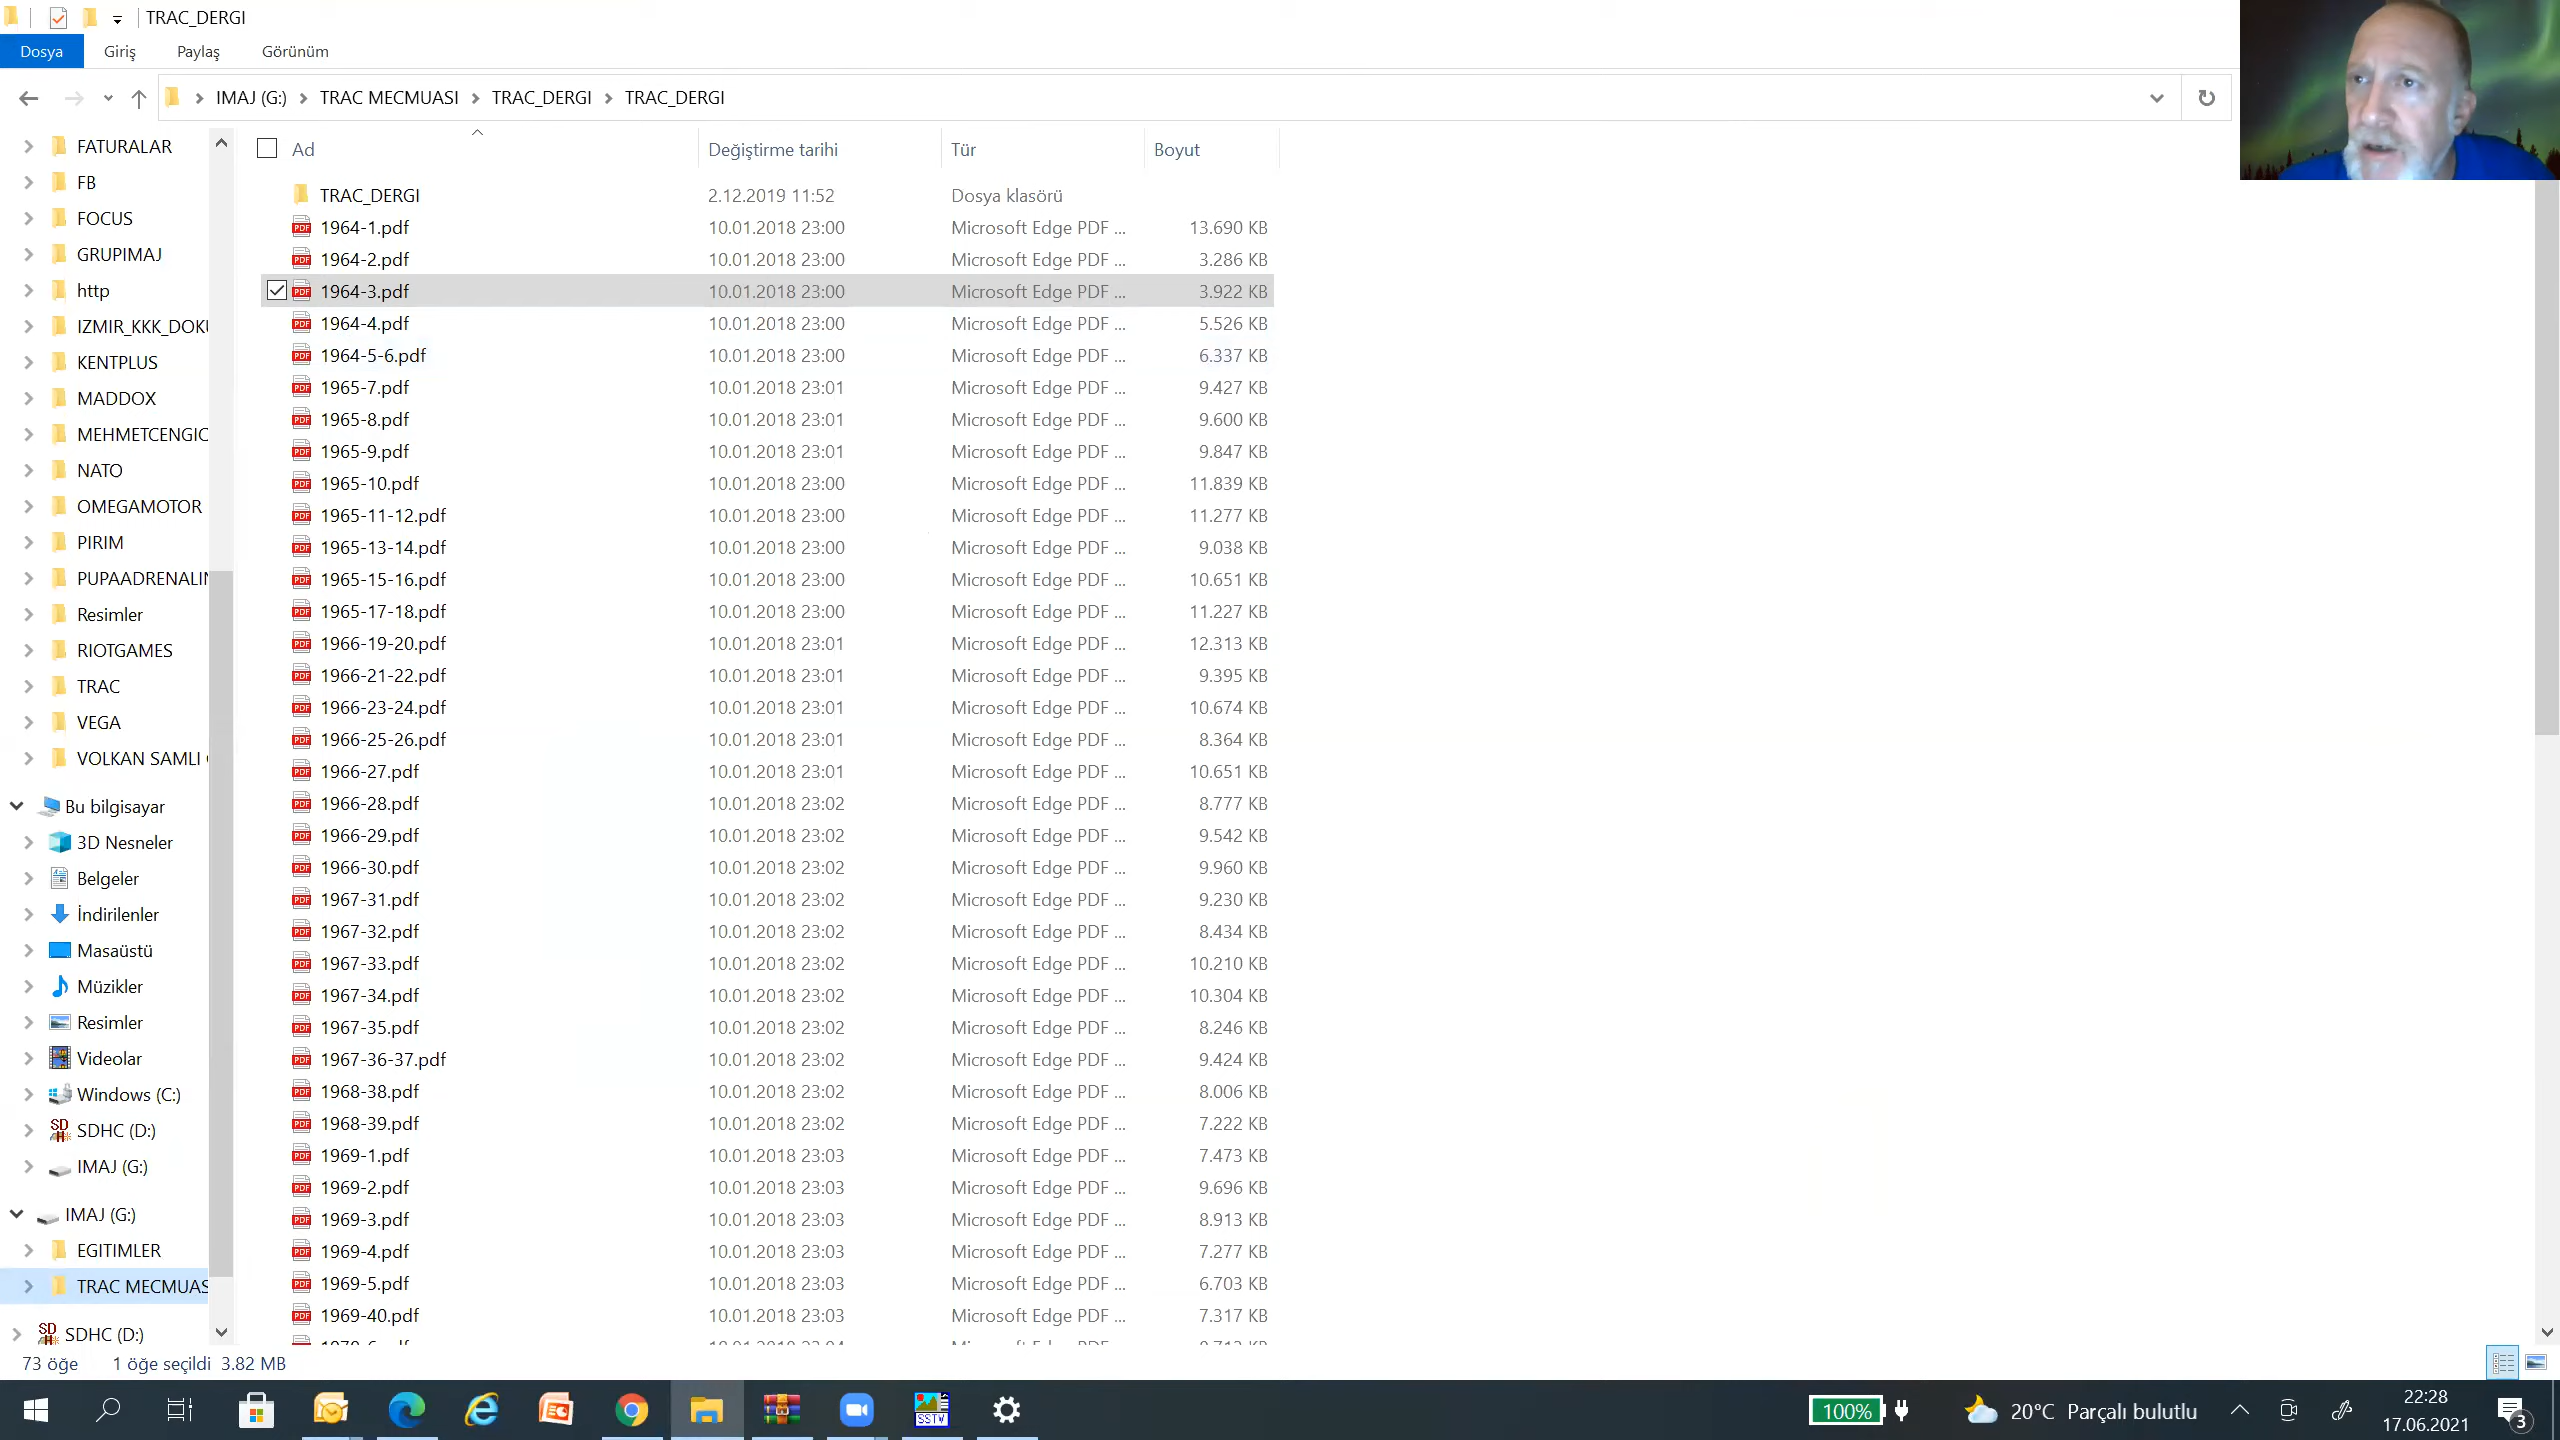 TRAC_DERGI
Dosya Giriş Paylaş Görünüm
IMAJ (G:) TRAC MECMUASI TRAC_DERGI TRAC_DERGI
FATURALAR
FB
FOCUS
GRUPIMAJ
http
IZMIR_KKK_DOKU
KENTPLUS
MADDOX
MEHMETCENGIC
NATO
OMEGAMOTOR
PIRIM
PUPAADRENALIN
Resimler
RIOTGAMES
TRAC
VEGA
VOLKAN SAMLI
Bu bilgisayar
3D Nesneler
Belgeler
İndirilenler
Masaüstü
Müzikler
Resimler
Videolar
Windows (C:)
SDHC (D:)
IMAJ (G:)
IMAJ (G:)
EGITIMLER
TRAC MECMUAS
SDHC (D:)
Ad Değiştirme tarihi Tür Boyut
TRAC_DERGI 2.12.2019 11:52 Dosya klasörü
1964-1.pdf 10.01.2018 23:00 Microsoft Edge PDF ... 13.690 KB
1964-2.pdf 10.01.2018 23:00 Microsoft Edge PDF ... 3.286 KB
1964-3.pdf 10.01.2018 23:00 Microsoft Edge PDF ... 3.922 KB
1964-4.pdf 10.01.2018 23:00 Microsoft Edge PDF ... 5.526 KB
1964-5-6.pdf 10.01.2018 23:00 Microsoft Edge PDF ... 6.337 KB
1965-7.pdf 10.01.2018 23:01 Microsoft Edge PDF ... 9.427 KB
1965-8.pdf 10.01.2018 23:01 Microsoft Edge PDF ... 9.600 KB
1965-9.pdf 10.01.2018 23:01 Microsoft Edge PDF ... 9.847 KB
1965-10.pdf 10.01.2018 23:00 Microsoft Edge PDF ... 11.839 KB
1965-11-12.pdf 10.01.2018 23:00 Microsoft Edge PDF ... 11.277 KB
1965-13-14.pdf 10.01.2018 23:00 Microsoft Edge PDF ... 9.038 KB
1965-15-16.pdf 10.01.2018 23:00 Microsoft Edge PDF ... 10.651 KB
1965-17-18.pdf 10.01.2018 23:00 Microsoft Edge PDF ... 11.227 KB
1966-19-20.pdf 10.01.2018 23:01 Microsoft Edge PDF ... 12.313 KB
1966-21-22.pdf 10.01.2018 23:01 Microsoft Edge PDF ... 9.395 KB
1966-23-24.pdf 10.01.2018 23:01 Microsoft Edge PDF ... 10.674 KB
1966-25-26.pdf 10.01.2018 23:01 Microsoft Edge PDF ... 8.364 KB
1966-27.pdf 10.01.2018 23:01 Microsoft Edge PDF ... 10.651 KB
1966-28.pdf 10.01.2018 23:02 Microsoft Edge PDF ... 8.777 KB
1966-29.pdf 10.01.2018 23:02 Microsoft Edge PDF ... 9.542 KB
1966-30.pdf 10.01.2018 23:02 Microsoft Edge PDF ... 9.960 KB
1967-31.pdf 10.01.2018 23:02 Microsoft Edge PDF ... 9.230 KB
1967-32.pdf 10.01.2018 23:02 Microsoft Edge PDF ... 8.434 KB
1967-33.pdf 10.01.2018 23:02 Microsoft Edge PDF ... 10.210 KB
1967-34.pdf 10.01.2018 23:02 Microsoft Edge PDF ... 10.304 KB
1967-35.pdf 10.01.2018 23:02 Microsoft Edge PDF ... 8.246 KB
1967-36-37.pdf 10.01.2018 23:02 Microsoft Edge PDF ... 9.424 KB
1968-38.pdf 10.01.2018 23:02 Microsoft Edge PDF ... 8.006 KB
1968-39.pdf 10.01.2018 23:02 Microsoft Edge PDF ... 7.222 KB
1969-1.pdf 10.01.2018 23:03 Microsoft Edge PDF ... 7.473 KB
1969-2.pdf 10.01.2018 23:03 Microsoft Edge PDF ... 9.696 KB
1969-3.pdf 10.01.2018 23:03 Microsoft Edge PDF ... 8.913 KB
1969-4.pdf 10.01.2018 23:03 Microsoft Edge PDF ... 7.277 KB
1969-5.pdf 10.01.2018 23:03 Microsoft Edge PDF ... 6.703 KB
1969-40.pdf 10.01.2018 23:03 Microsoft Edge PDF ... 7.317 KB
73 öğe 1 öğe seçildi 3.82 MB
SSTV
100% 20°C Parçalı bulutlu
22:28
17.06.2021
3